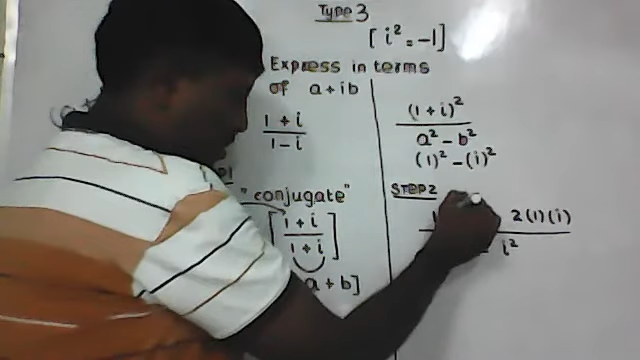 Type 3
[ i² = -1]
Express in terms
of a + ib
1 + i
1 - i
"conjugate"
[ 1 + i
1 + i ]
a + b]
(1 + i)²
a² - b²
(1)² - (i)²
STEP 2
1 2(1)(i)
- i²